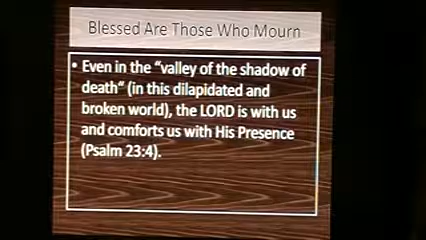 Blessed Are Those Who Mourn
• Even in the “valley of the shadow of
death“ (in this dilapidated and
broken world), the LORD is with us
and comforts us with His Presence
(Psalm 23:4).